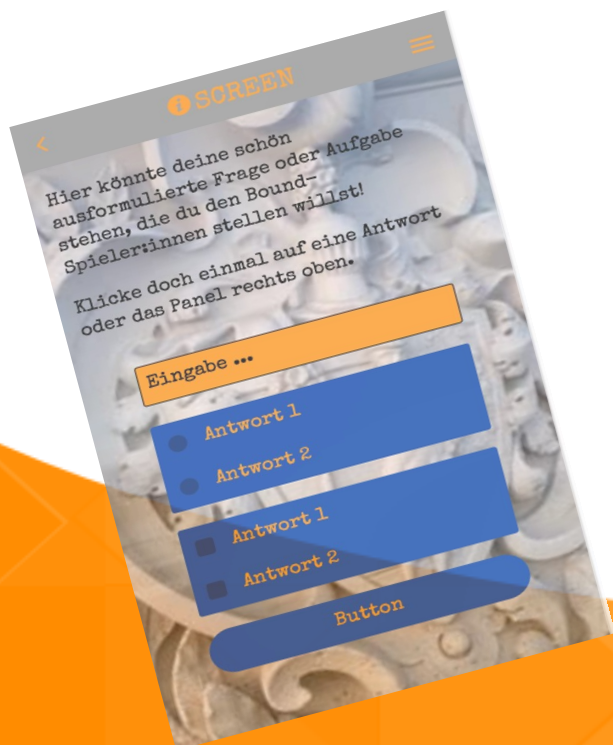 SCREEN
Hier könnte deine schön
ausformulierte Frage oder Aufgabe
stehen, die du den Bound-
Spieler:innen stellen willst!
Klicke doch einmal auf eine Antwort
oder das Panel rechts oben.
Eingabe ...
Antwort 1
Antwort 2
Antwort 1
Antwort 2
Button